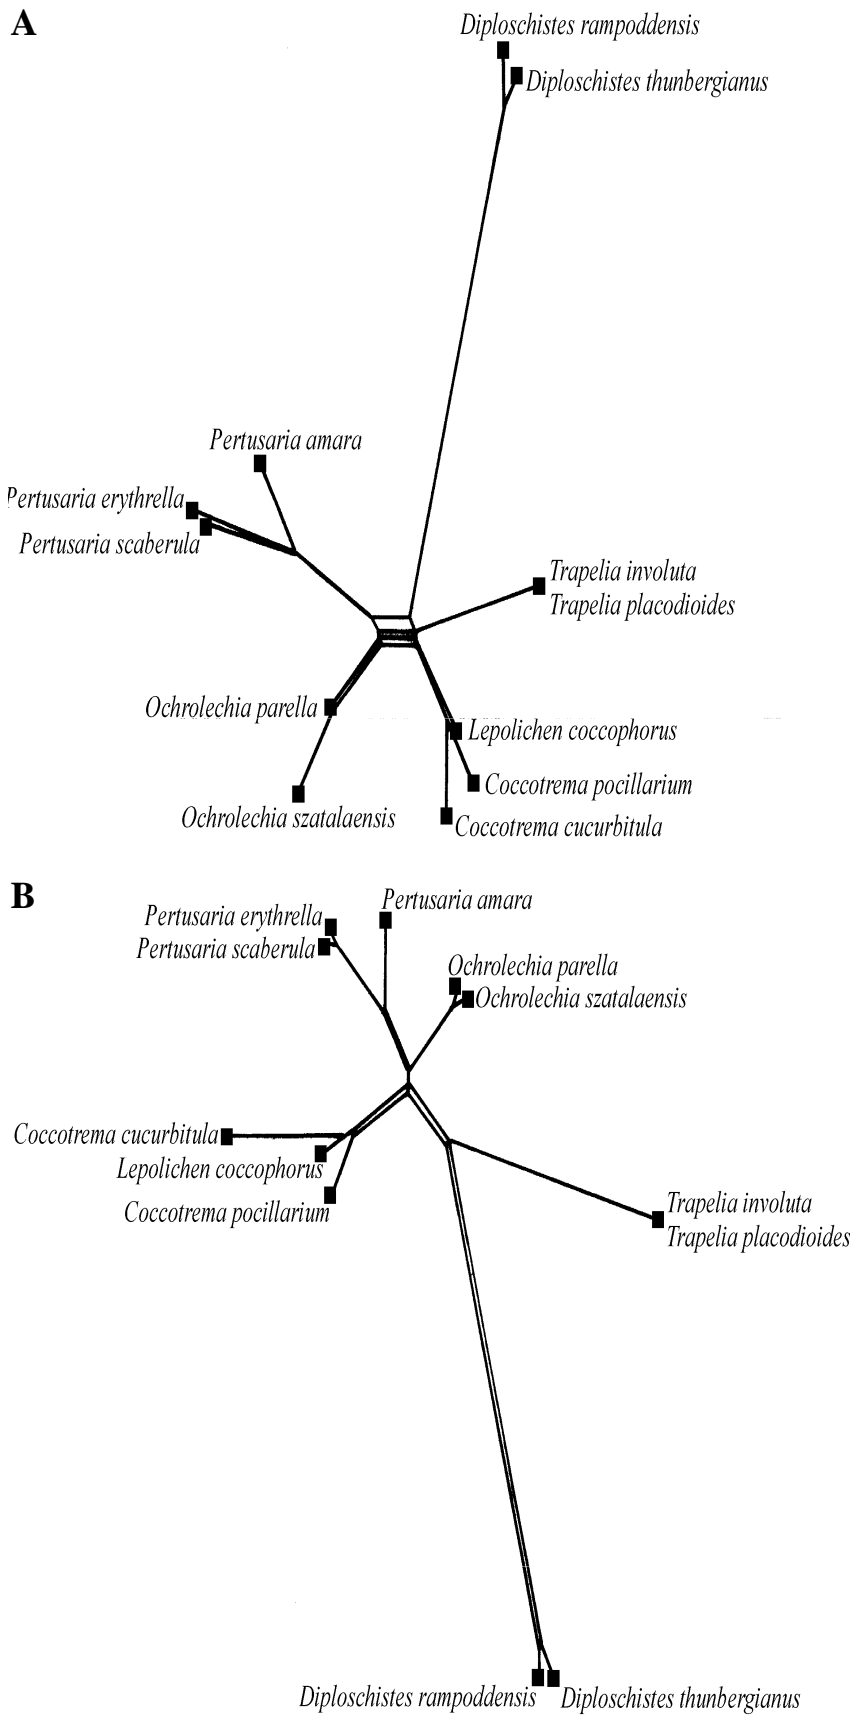 A
Diploschistes rampoddensis
Diploschistes thunbergianus
Pertusaria amara
Pertusaria erythrella
Pertusaria scaberula
Trapelia involuta
Trapelia placodioides
Ochrolechia parella
Lepolichen coccophorus
Coccotrema pocillarium
Ochrolechia szatalaensis
Coccotrema cucurbitula
B
Pertusaria amara
Pertusaria erythrella
Pertusaria scaberula
Ochrolechia parella
Ochrolechia szatalaensis
Coccotrema cucurbitula
Lepolichen coccophorus
Coccotrema pocillarium
Trapelia involuta
Trapelia placodioides
Diploschistes rampoddensis
Diploschistes thunbergianus